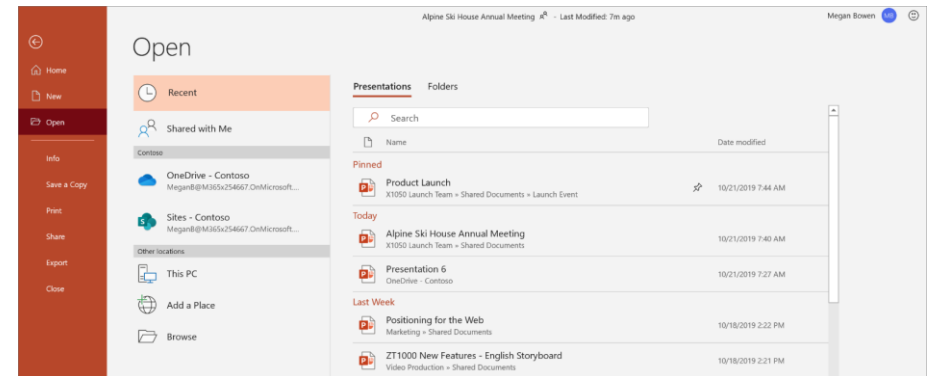 Alpine Ski House Annual Meeting - Last Modified: 7m ago
Megan Bowen MB
Home
New
Open
Info
Save a Copy
Print
Share
Export
Close
Open
Recent
Shared with Me
Contoso
OneDrive - Contoso
MeganB@M365x254667.OnMicrosoft...
Sites - Contoso
MeganB@M365x254667.OnMicrosoft...
Other locations
This PC
Add a Place
Browse
Presentations Folders
Search
Name Date modified
Pinned
Product Launch
X1050 Launch Team » Shared Documents » Launch Event
10/21/2019 7:44 AM
Today
Alpine Ski House Annual Meeting
X1050 Launch Team » Shared Documents
10/21/2019 7:40 AM
Presentation 6
OneDrive - Contoso
10/21/2019 7:27 AM
Last Week
Positioning for the Web
Marketing » Shared Documents
10/18/2019 2:22 PM
ZT1000 New Features - English Storyboard
Video Production » Shared Documents
10/18/2019 2:21 PM